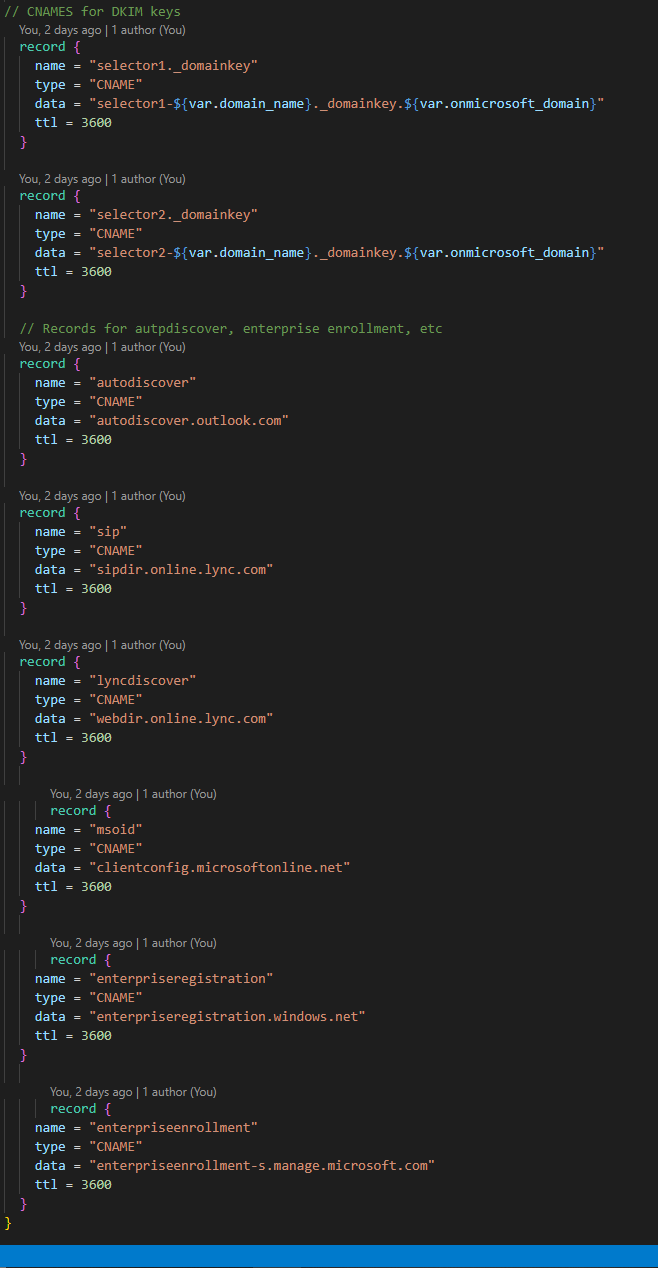 // CNAMES for DKIM keys
You, 2 days ago | 1 author (You)
record {
name = "selector1._domainkey"
type = "CNAME"
data = "selector1-${var.domain_name}._domainkey.${var.onmicrosoft_domain}"
ttl = 3600
}
You, 2 days ago | 1 author (You)
record {
name = "selector2._domainkey"
type = "CNAME"
data = "selector2-${var.domain_name}._domainkey.${var.onmicrosoft_domain}"
ttl = 3600
}
// Records for autpdiscover, enterprise enrollment, etc
You, 2 days ago | 1 author (You)
record {
name = "autodiscover"
type = "CNAME"
data = "autodiscover.outlook.com"
ttl = 3600
}
You, 2 days ago | 1 author (You)
record {
name = "sip"
type = "CNAME"
data = "sipdir.online.lync.com"
ttl = 3600
}
You, 2 days ago | 1 author (You)
record {
name = "lyncdiscover"
type = "CNAME"
data = "webdir.online.lync.com"
ttl = 3600
}
You, 2 days ago | 1 author (You)
record {
name = "msoid"
type = "CNAME"
data = "clientconfig.microsoftonline.net"
ttl = 3600
}
You, 2 days ago | 1 author (You)
record {
name = "enterpriseregistration"
type = "CNAME"
data = "enterpriseregistration.windows.net"
ttl = 3600
}
You, 2 days ago | 1 author (You)
record {
name = "enterpriseenrollment"
type = "CNAME"
data = "enterpriseenrollment-s.manage.microsoft.com"
ttl = 3600
}
}